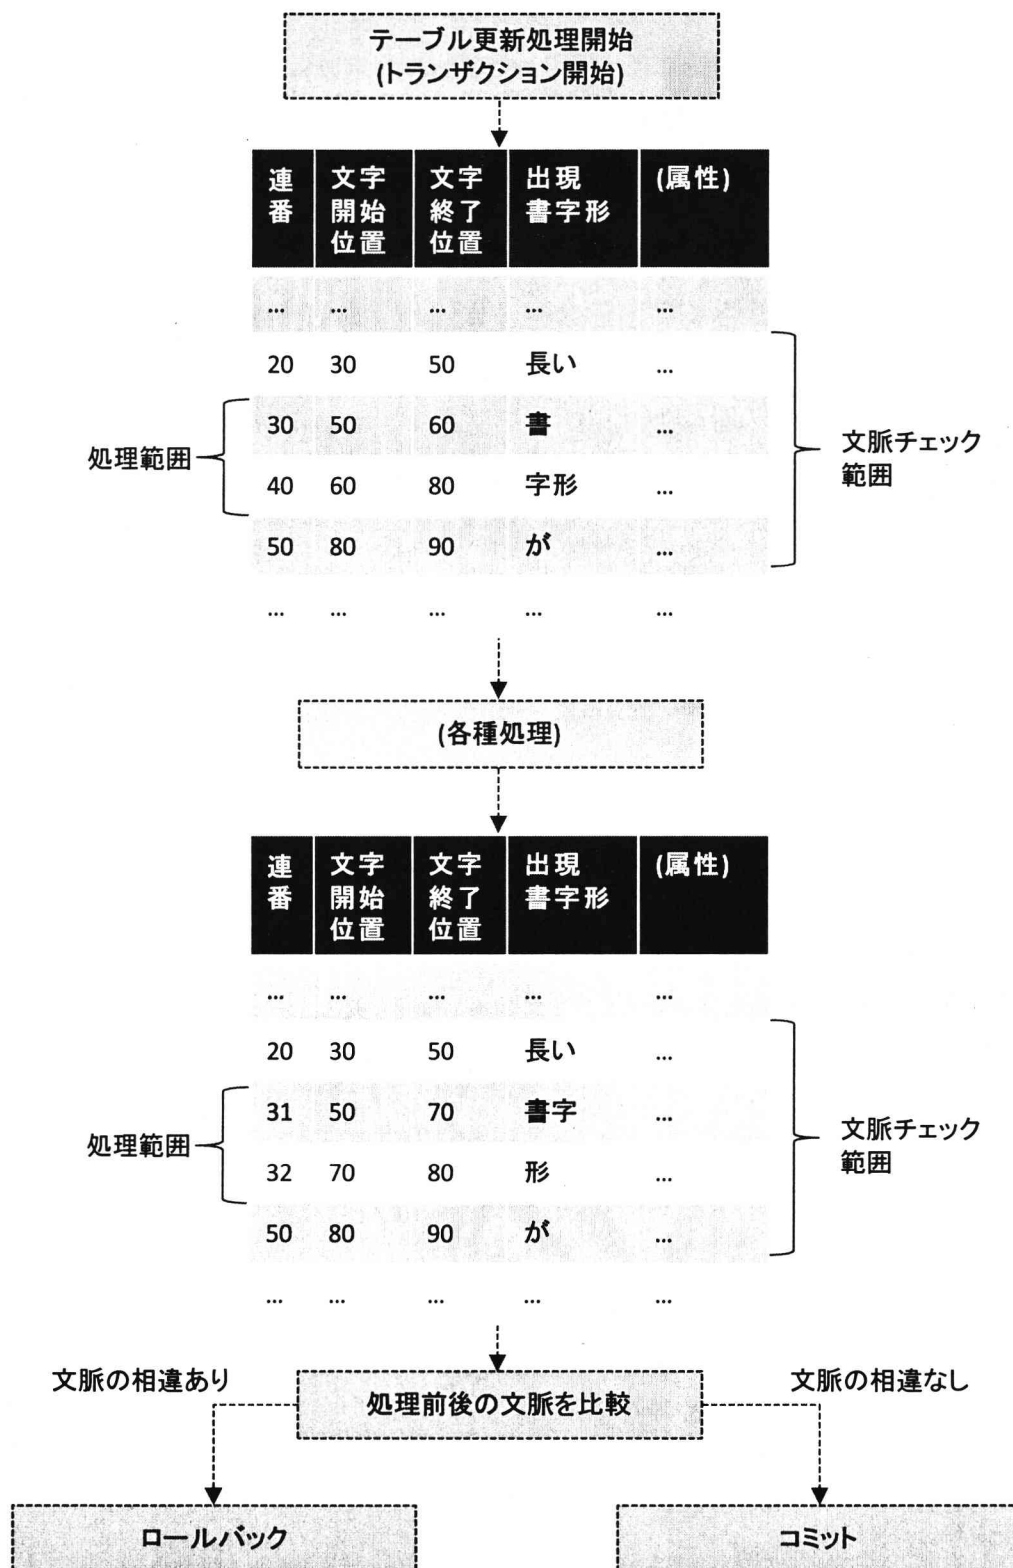 テーブル更新処理開始
(トランザクション開始)
連番 文字開始位置 文字終了位置 出現書字形 (属性)
... ... ... ... ...
20 30 50 長い ...
30 50 60 書 ...
40 60 80 字形 ...
50 80 90 が ...
... ... ... ... ...
処理範囲
文脈チェック
範囲
(各種処理)
連番 文字開始位置 文字終了位置 出現書字形 (属性)
... ... ... ... ...
20 30 50 長い ...
31 50 70 書字 ...
32 70 80 形 ...
50 80 90 が ...
... ... ... ... ...
処理範囲
文脈チェック
範囲
文脈の相違あり
処理前後の文脈を比較
文脈の相違なし
ロールバック
コミット